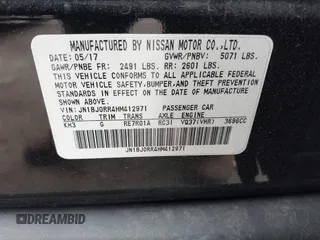 MANUFACTURED BY NISSAN MOTOR CO.,LTD.
DATE: 05/17 GVWR/PNBV: 5071 LBS.
GAWR/PNBE FR: 2491 LBS. RR: 2601 LBS.
THIS VEHICLE CONFORMS TO ALL APPLICABLE
FEDERAL MOTOR VEHICLE SAFETY,BUMPER,AND THEFT
PREVENTION STANDARDS IN EFFECT ON THE DATE
OF MANUFACTURE SHOWN ABOVE.
VIN: JN1BJ0RR4HM412971 PASSENGER CAR
COLOR TRIM TRANS AXLE ENGINE
KH3 G RE7R01A RC31 VQ37(VHR) 3696CC
JN1BJ0RR4HM412971
© DREAMBID